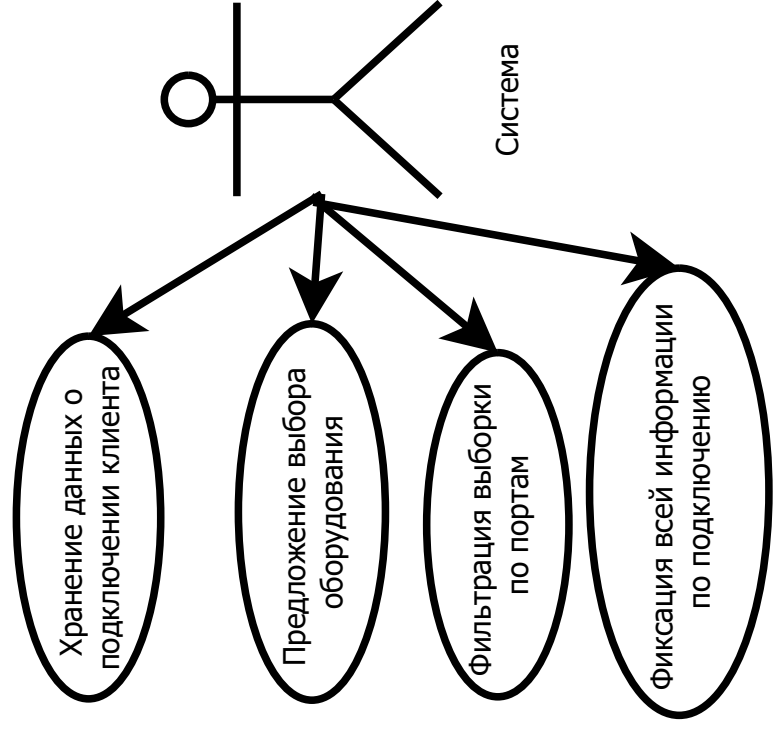 Система
Хранение данных о
подключении клиента
Предложение выбора
оборудования
Фильтрация выборки
по портам
Фиксация всей информации
по подключению